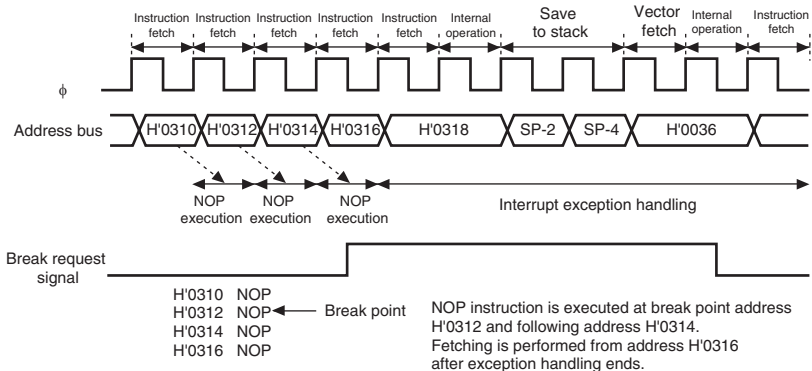 Instruction fetch
Instruction fetch
Instruction fetch
Instruction fetch
Instruction fetch
Internal operation
Save to stack
Vector fetch
Internal operation
Instruction fetch
φ
Address bus
H'0310
H'0312
H'0314
H'0316
H'0318
SP-2
SP-4
H'0036
NOP execution
NOP execution
NOP execution
Interrupt exception handling
Break request signal
H'0310 NOP
H'0312 NOP
Break point
H'0314 NOP
H'0316 NOP
NOP instruction is executed at break point address
H'0312 and following address H'0314.
Fetching is performed from address H'0316
after exception handling ends.